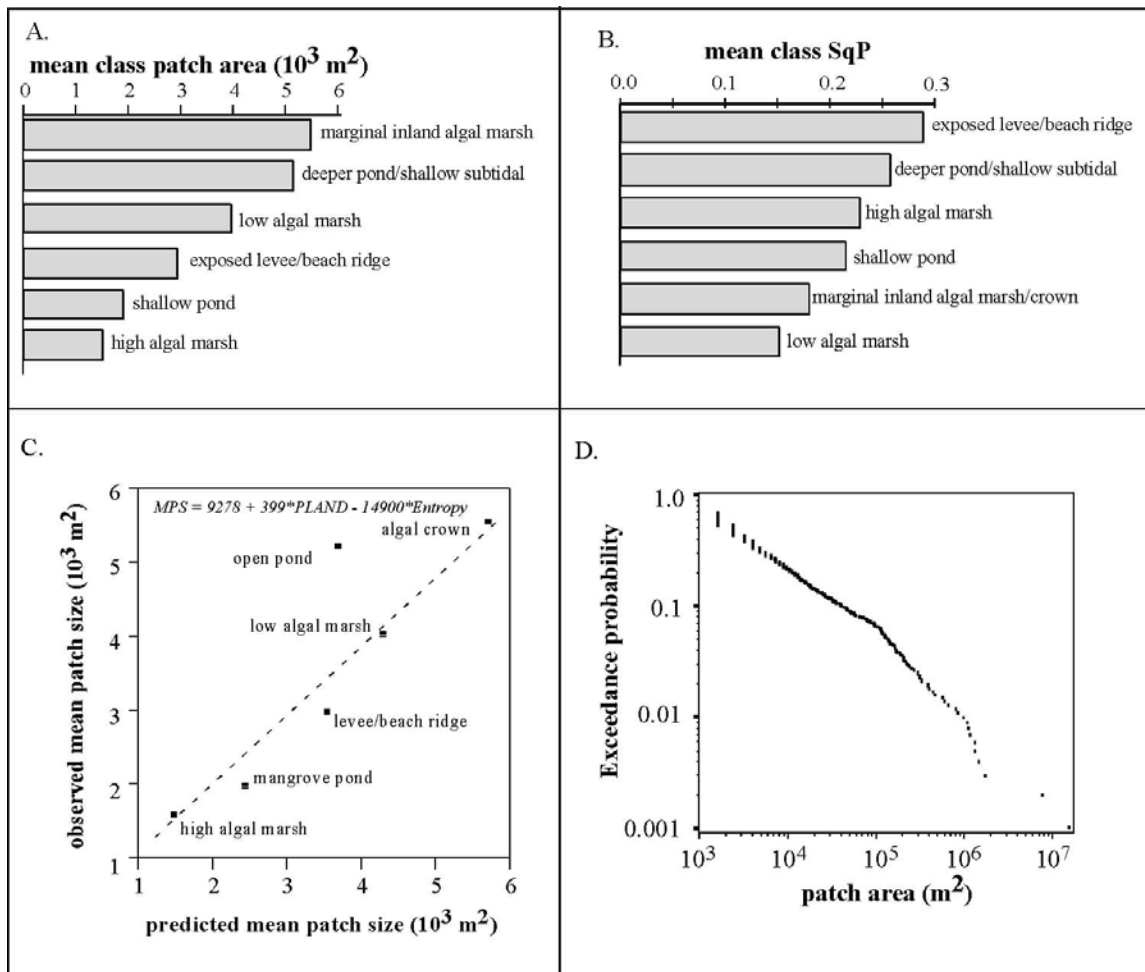 A.
mean class patch area (10³ m²)
0 1 2 3 4 5 6
marginal inland algal marsh
deeper pond/shallow subtidal
low algal marsh
exposed levee/beach ridge
shallow pond
high algal marsh
B.
mean class SqP
0.0 0.1 0.2 0.3
exposed levee/beach ridge
deeper pond/shallow subtidal
high algal marsh
shallow pond
marginal inland algal marsh/crown
low algal marsh
C.
observed mean patch size (10³ m²)
6
5
4
3
2
1
MPS = 9278 + 399*PLAND - 14900*Entropy
algal crown
open pond
low algal marsh
levee/beach ridge
mangrove pond
high algal marsh
1 2 3 4 5 6
predicted mean patch size (10³ m²)
D.
Exceedance probability
1.0
0.1
0.01
0.001
10³ 10⁴ 10⁵ 10⁶ 10⁷
patch area (m²)